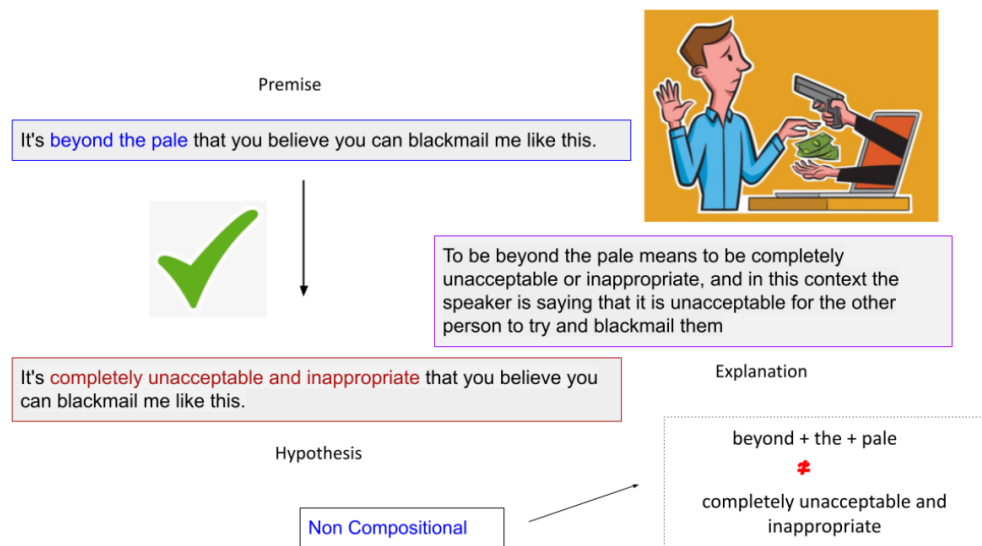 Premise
It's beyond the pale that you believe you can blackmail me like this.
To be beyond the pale means to be completely
unacceptable or inappropriate, and in this context the
speaker is saying that it is unacceptable for the other
person to try and blackmail them
Explanation
It's completely unacceptable and inappropriate that you believe you
can blackmail me like this.
Hypothesis
Non Compositional
beyond + the + pale
≠
completely unacceptable and
inappropriate